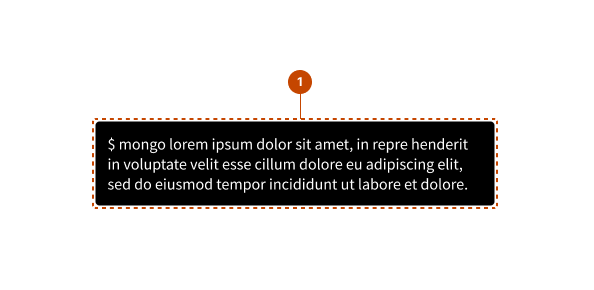 1
$ mongo lorem ipsum dolor sit amet, in repre henderit
in voluptate velit esse cillum dolore eu adipiscing elit,
sed do eiusmod tempor incididunt ut labore et dolore.